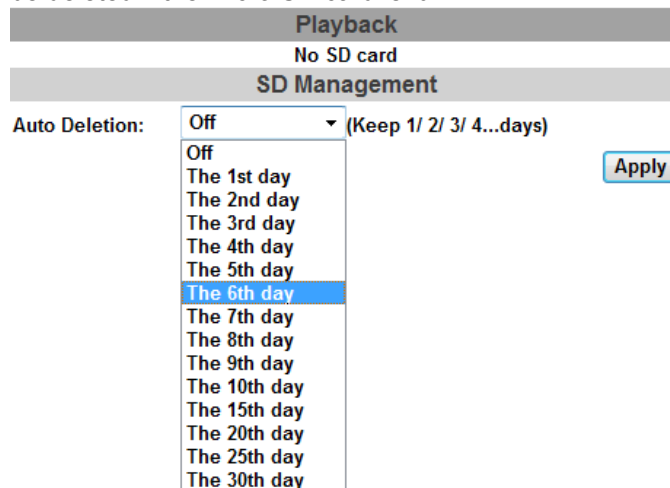 Playback
No SD card
SD Management
Auto Deletion: Off (Keep 1/ 2/ 3/ 4...days)
Off
The 1st day
Apply
The 2nd day
The 3rd day
The 4th day
The 5th day
The 6th day
The 7th day
The 8th day
The 9th day
The 10th day
The 15th day
The 20th day
The 25th day
The 30th day